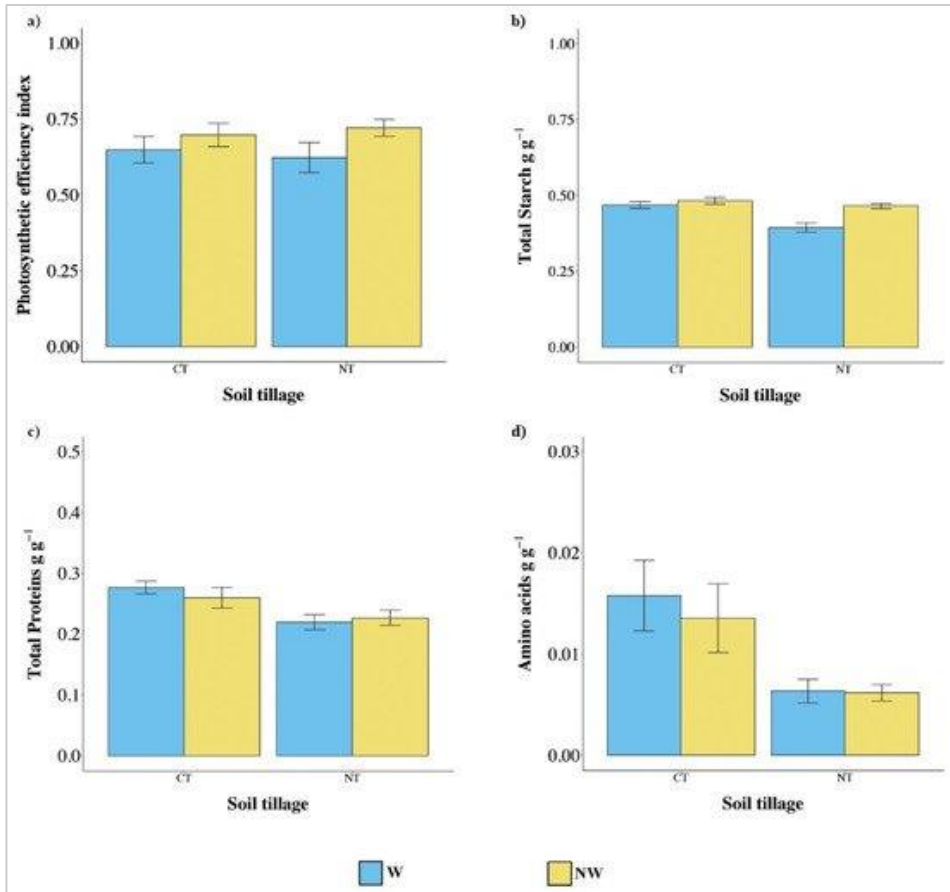 a)
1.00
0.75
0.50
0.25
0.00
Photosynthetic efficiency index
CT
NT
Soil tillage
b)
1.00
0.75
0.50
0.25
0.00
Total Starch g g⁻¹
CT
NT
Soil tillage
c)
0.5
0.4
0.3
0.2
0.1
0.0
Total Proteins g g⁻¹
CT
NT
Soil tillage
d)
0.03
0.02
0.01
0.00
Amino acids g g⁻¹
CT
NT
Soil tillage
W
NW